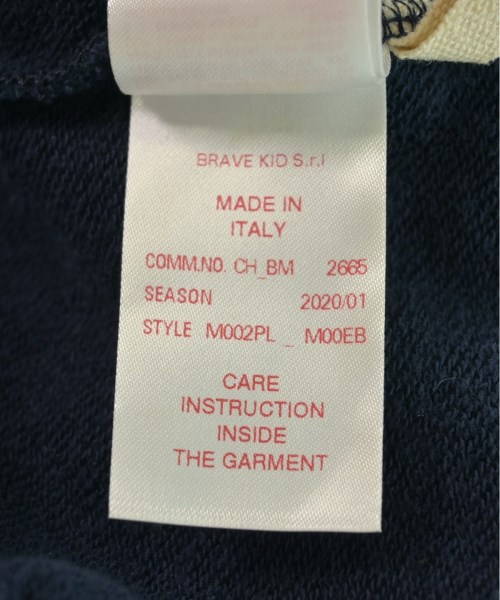 BRAVE KID S.r.l
MADE IN
ITALY
COMM.NO. CH_BM 2665
SEASON 2020/01
STYLE M002PL _ M00EB
CARE
INSTRUCTION
INSIDE
THE GARMENT